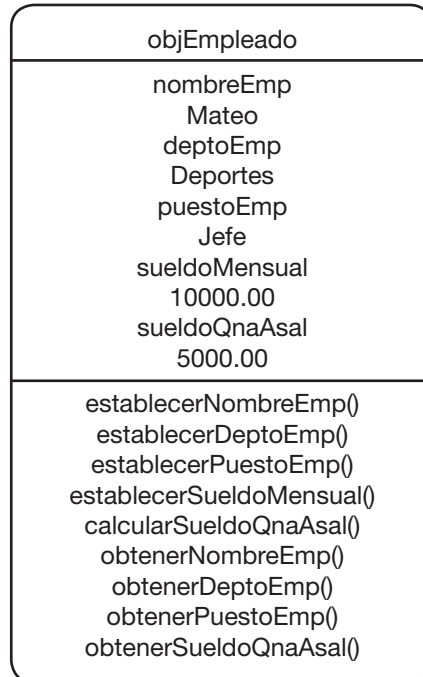 objEmpleado
nombreEmp
Mateo
deptoEmp
Deportes
puestoEmp
Jefe
sueldoMensual
10000.00
sueldoQnaAsal
5000.00
establecerNombreEmp()
establecerDeptoEmp()
establecerPuestoEmp()
establecerSueldoMensual()
calcularSueldoQnaAsal()
obtenerNombreEmp()
obtenerDeptoEmp()
obtenerPuestoEmp()
obtenerSueldoQnaAsal()